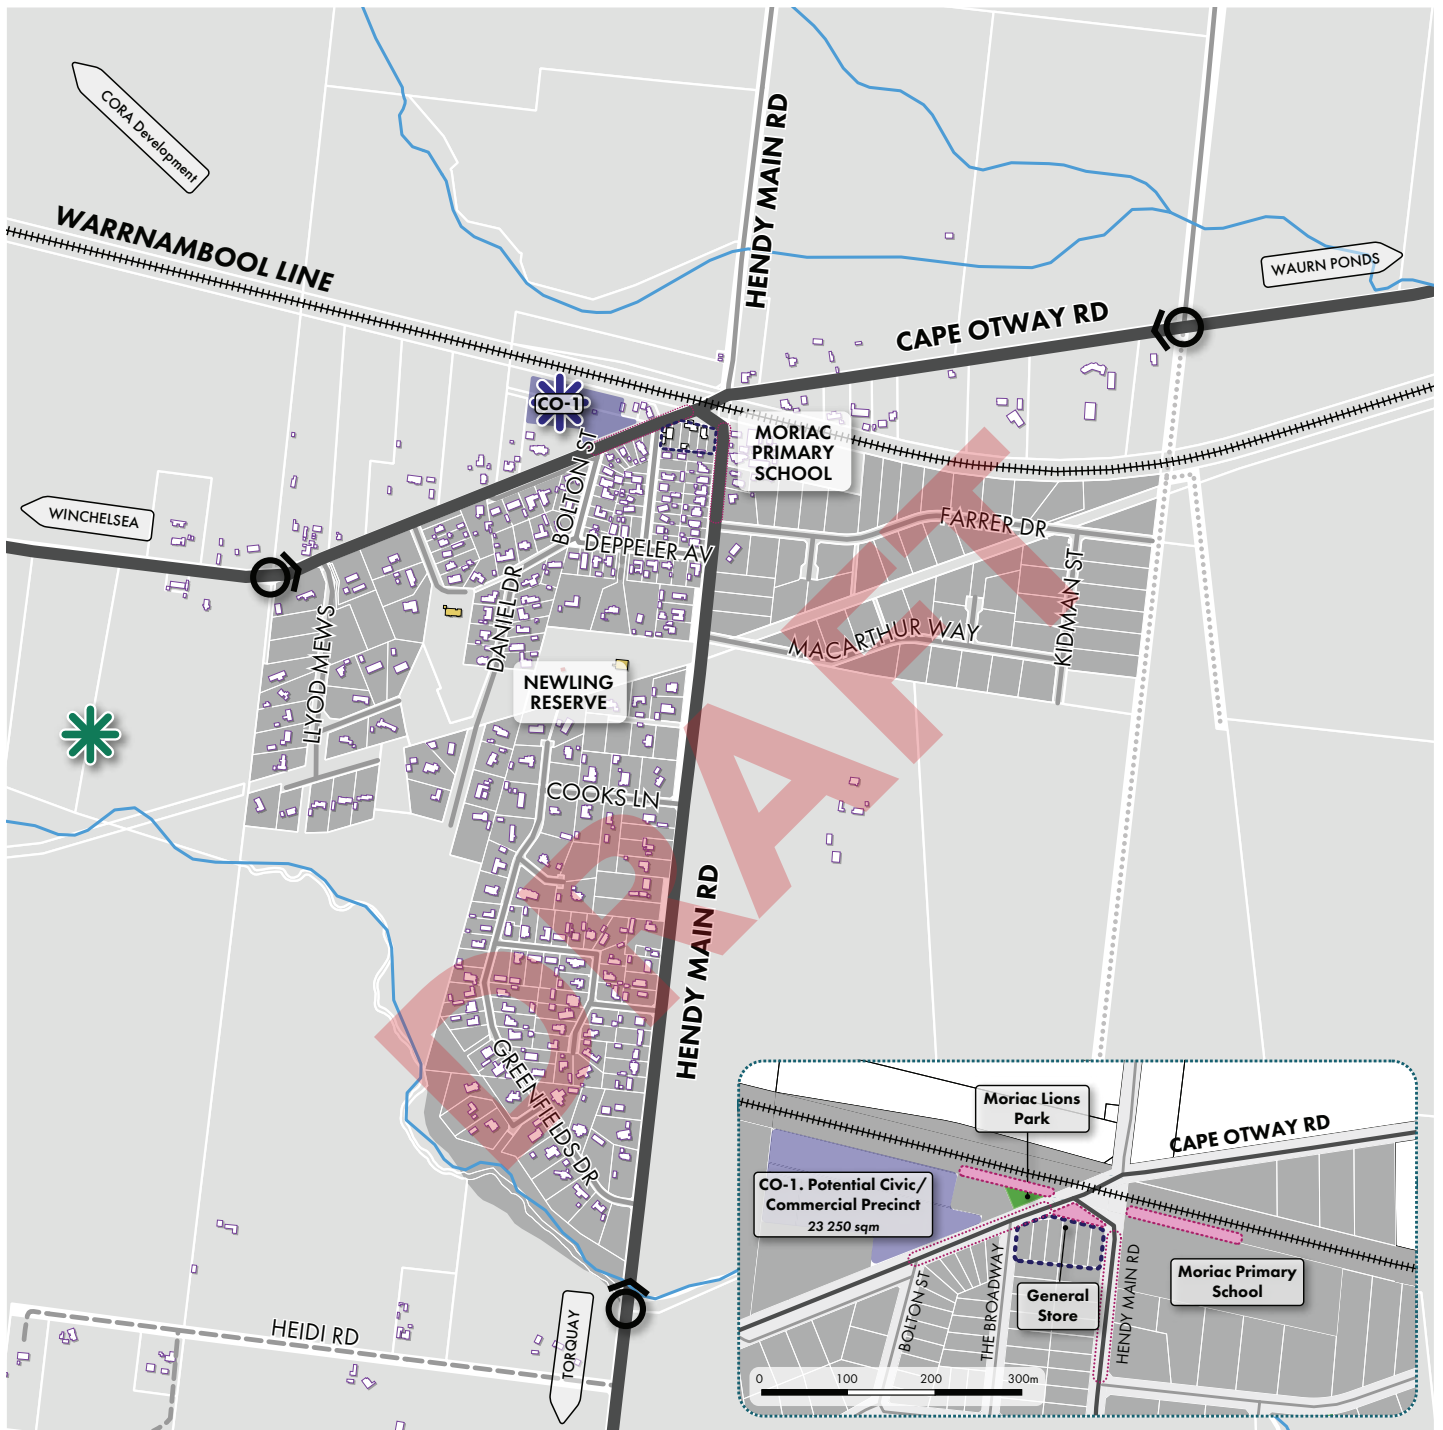 CORA Development
WARRNAMBOOL LINE
HENDY MAIN RD
WAURN PONDS
CAPE OTWAY RD
CO-1
MORIAC
PRIMARY
SCHOOL
BOLTON ST
WINCHELSEA
FARRER DR
DEPPELER AV
KIDMAN ST
DANIEL DR
LLYOD MEWS
MACARTHUR WAY
NEWLING
RESERVE
COOKS LN
DRAFT
HENDY MAIN RD
GREENFIELDS DR
HEIDI RD
TORQUAY
Moriac Lions
Park
CAPE OTWAY RD
CO-1. Potential Civic/
Commercial Precinct
23 250 sqm
Moriac Primary
School
General
Store
BOLTON ST
THE BROADWAY
HENDY MAIN RD
0 100 200 300m